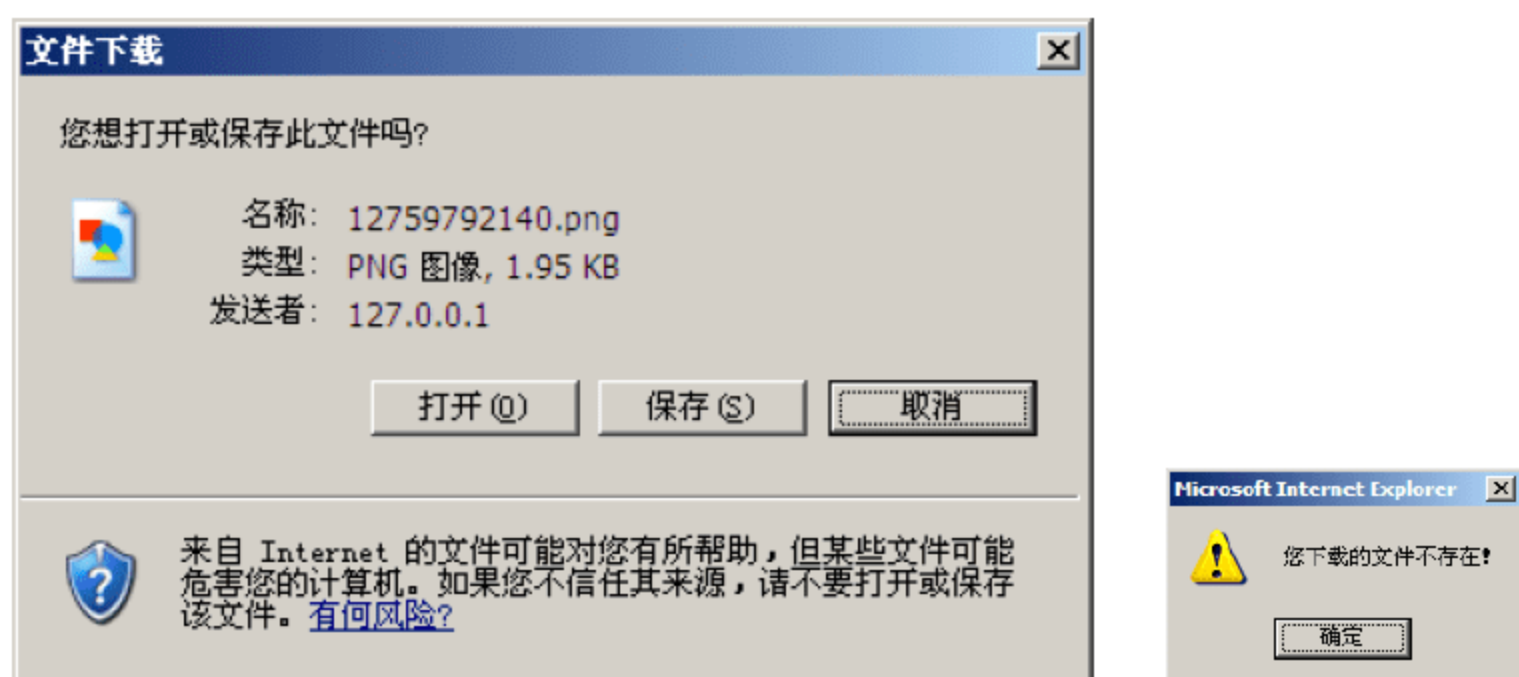 文件下载
您想打开或保存此文件吗?
名称: 12759792140.png
类型: PNG 图像, 1.95 KB
发送者: 127.0.0.1
打开(O) 保存(S) 取消
来自 Internet 的文件可能对您有所帮助，但某些文件可能
危害您的计算机。如果您不信任其来源，请不要打开或保存
该文件。有何风险?
Microsoft Internet Explorer
您下载的文件不存在!
确定